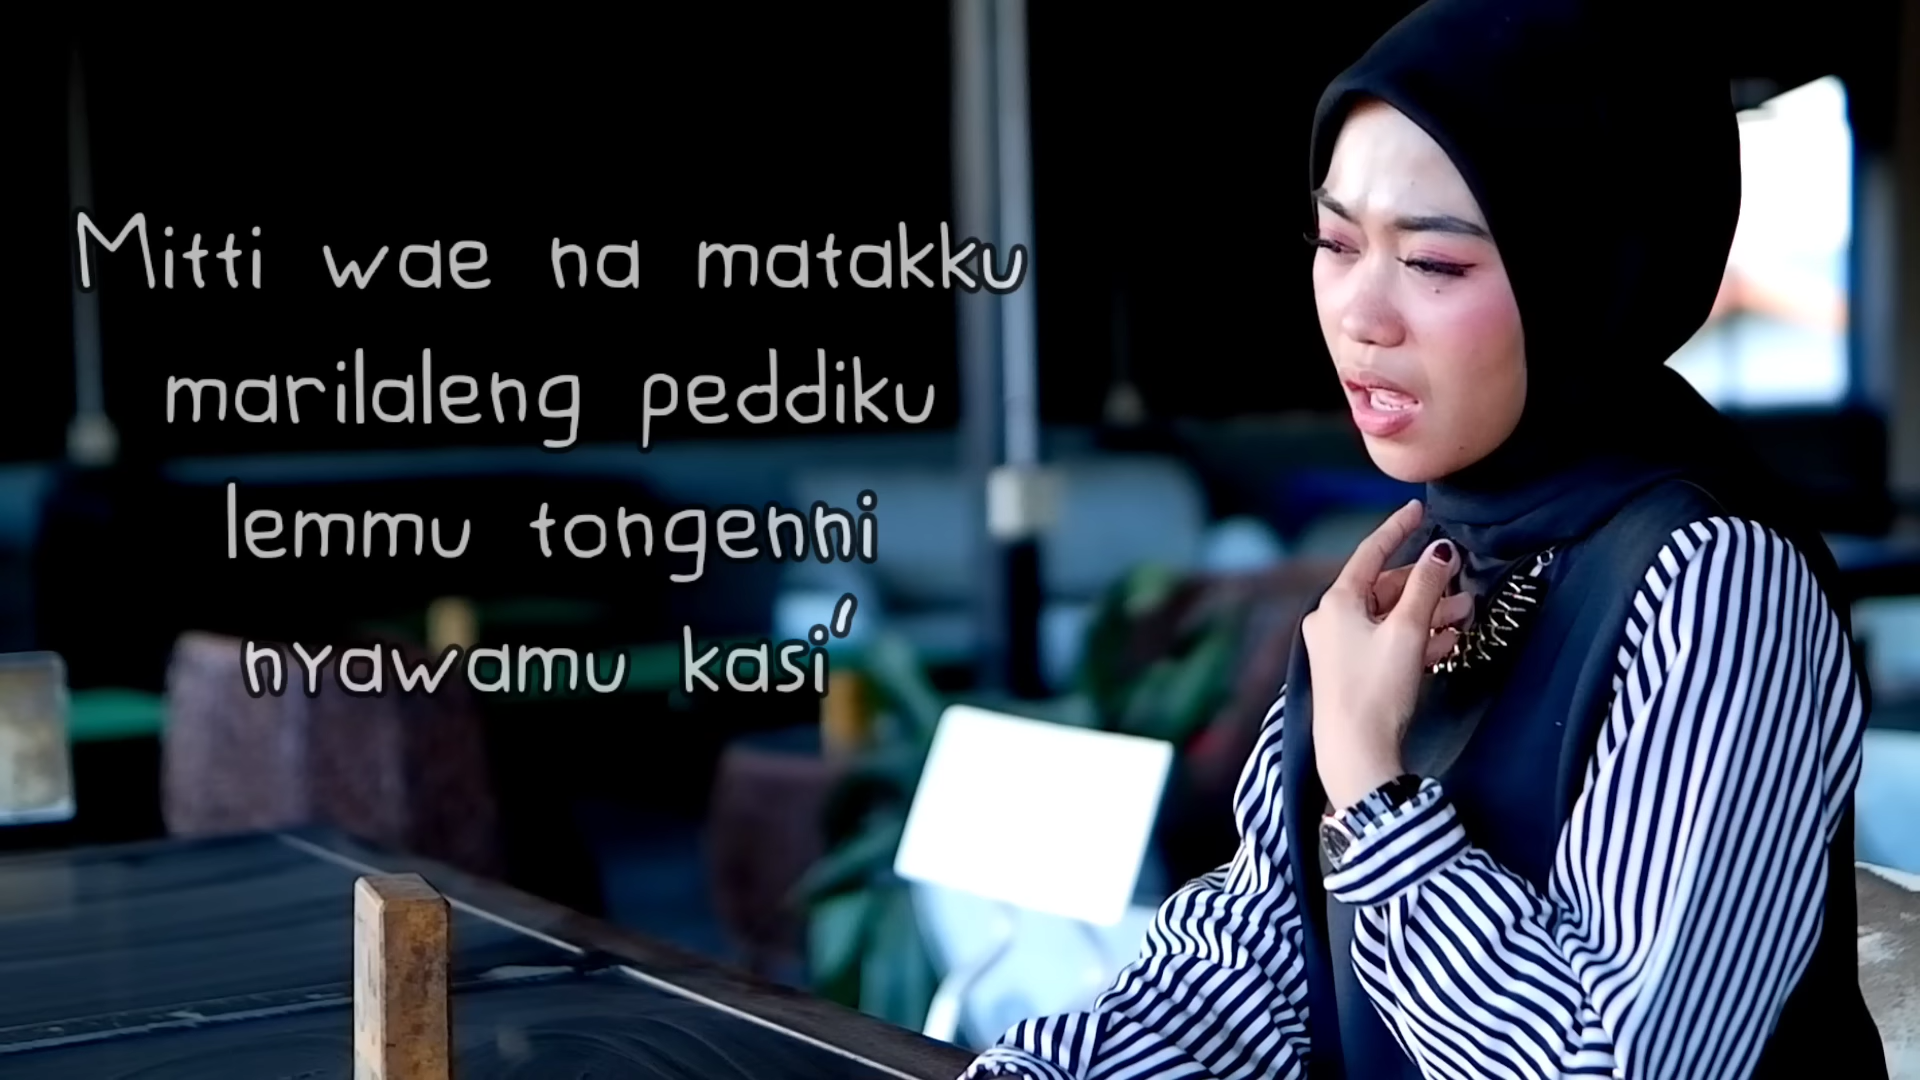 Mitti wae na matakku
marilaleng peddiku
lemmu tongenni
nyawamu kasi‘